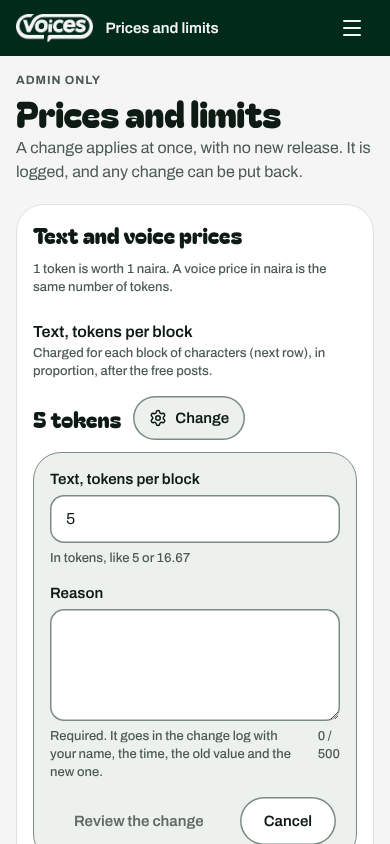 voices Prices and limits
ADMIN ONLY
Prices and limits
A change applies at once, with no new release. It is
logged, and any change can be put back.
Text and voice prices
1 token is worth 1 naira. A voice price in naira is the
same number of tokens.
Text, tokens per block
Charged for each block of characters (next row), in
proportion, after the free posts.
5 tokens Change
Text, tokens per block
5
In tokens, like 5 or 16.67
Reason
Required. It goes in the change log with 0 /
your name, the time, the old value and the 500
new one.
Review the change Cancel